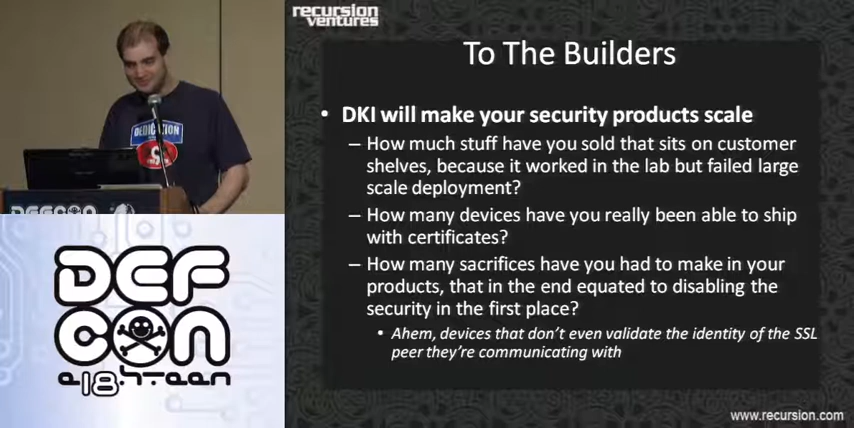 recursion
ventures
To The Builders
• DKI will make your security products scale
– How much stuff have you sold that sits on customer
shelves, because it worked in the lab but failed large
scale deployment?
– How many devices have you really been able to ship
with certificates?
– How many sacrifices have you had to make in your
products, that in the end equated to disabling the
security in the first place?
• Ahem, devices that don't even validate the identity of the SSL
peer they're communicating with
www.recursion.com
DEDICATION
DEFCON
DEF
CON
e18hteen